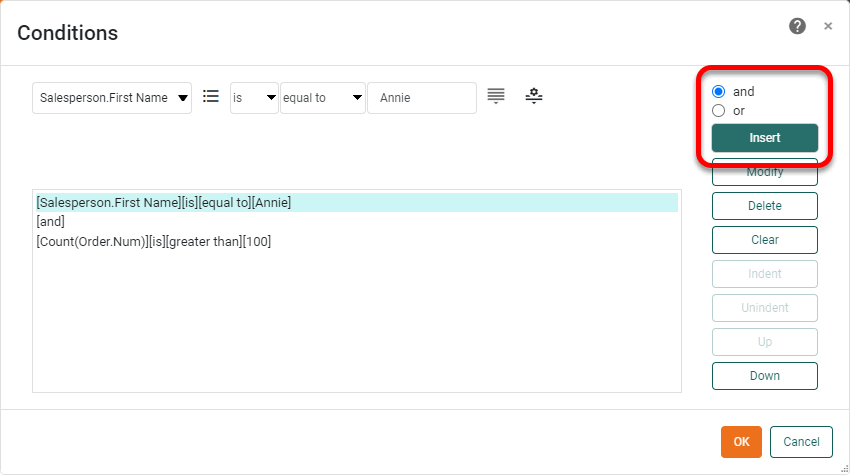 Conditions
? ×
Salesperson.First Name is equal to Annie
and
or
Insert
Modify
Delete
Clear
Indent
Unindent
Up
Down
[Salesperson.First Name][is][equal to][Annie]
[and]
[Count(Order.Num)][is][greater than][100]
OK Cancel